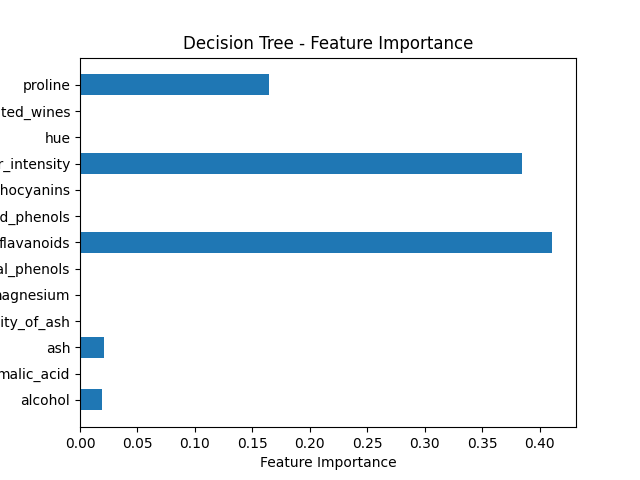 Decision Tree - Feature Importance
proline
ted_wines
hue
r_intensity
hocyanins
d_phenols
flavanoids
al_phenols
magnesium
ity_of_ash
ash
malic_acid
alcohol
0.00 0.05 0.10 0.15 0.20 0.25 0.30 0.35 0.40
Feature Importance